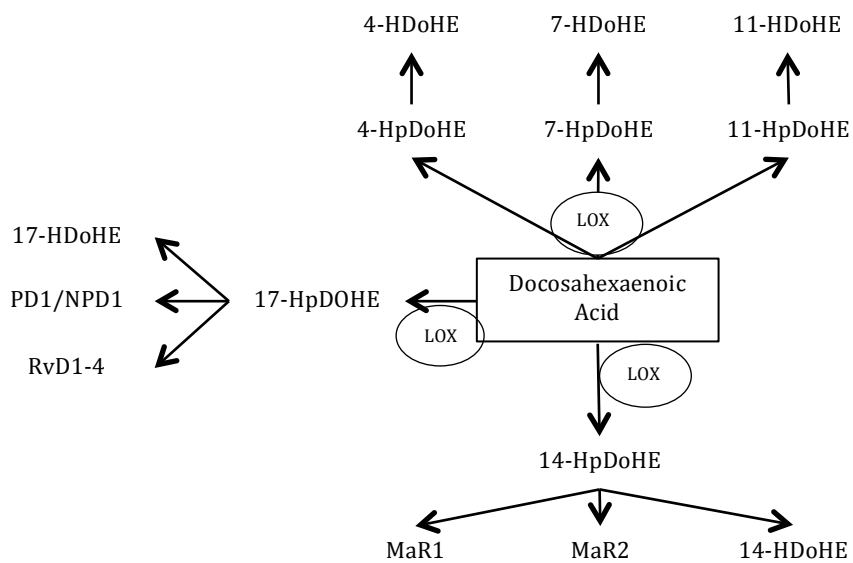 4-HDoHE
7-HDoHE
11-HDoHE
4-HpDoHE
7-HpDoHE
11-HpDoHE
LOX
17-HDoHE
PD1/NPD1
RvD1-4
17-HpDOHE
LOX
Docosahexaenoic
Acid
LOX
14-HpDoHE
MaR1
MaR2
14-HDoHE